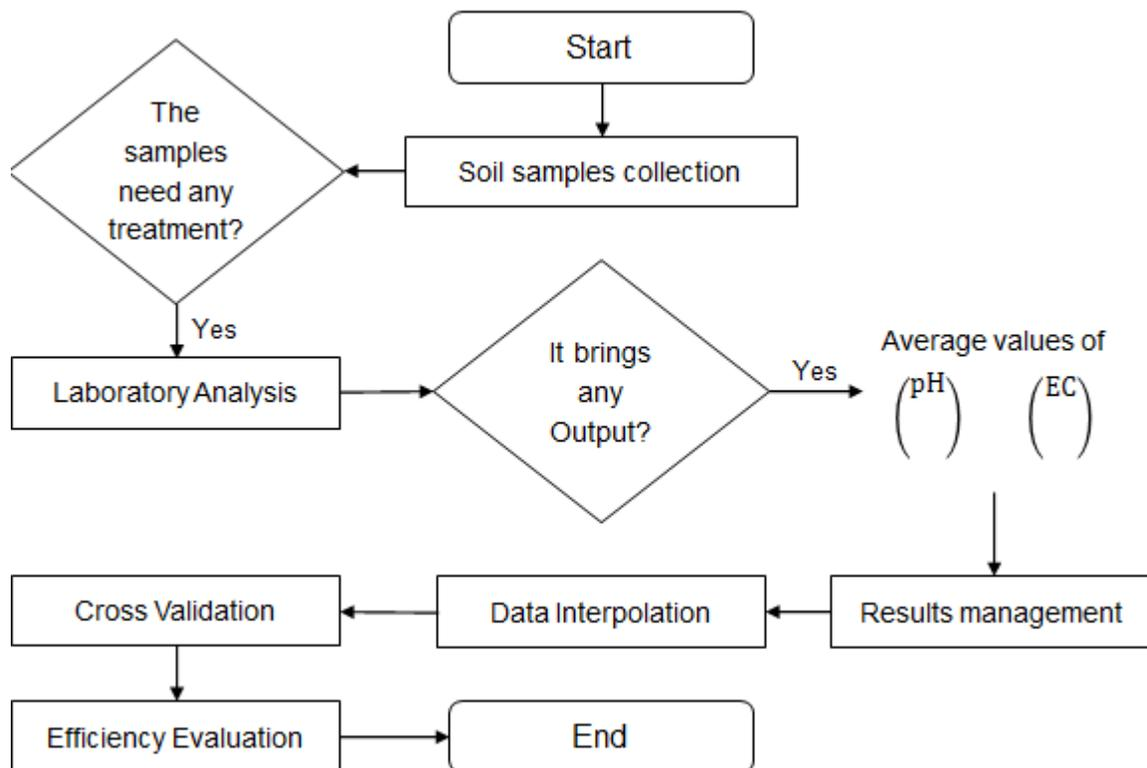 Start
Soil samples collection
The
samples
need any
treatment?
Yes
Laboratory Analysis
It brings
any
Output?
Yes
Average values of
(pH) (EC)
Results management
Data Interpolation
Cross Validation
Efficiency Evaluation
End